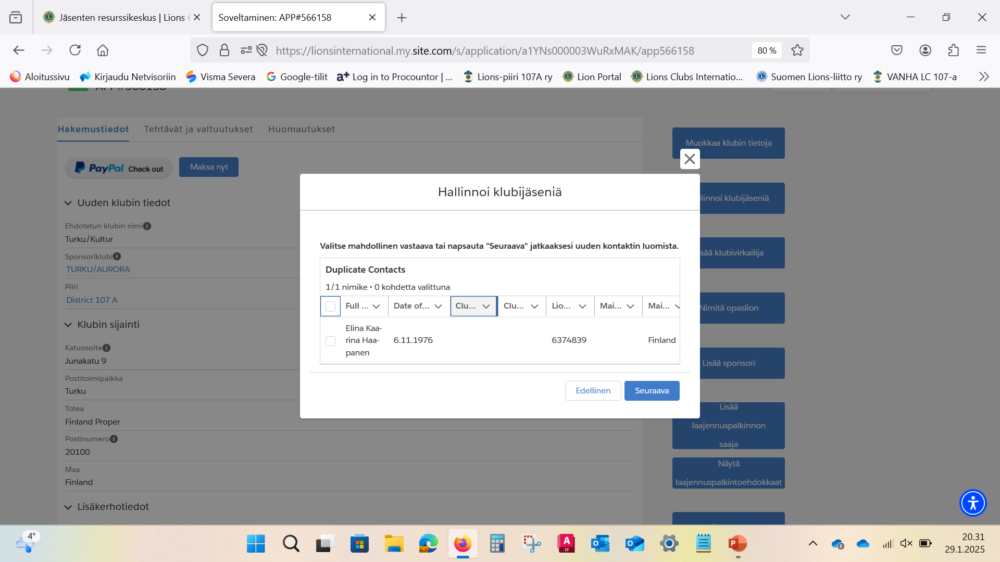 Jäsenten resurssikeskus | Lions
Soveltaminen: APP#566158
https://lionsinternational.my.site.com/s/application/a1YNs000003WuRxMAK/app566158
80 %
Aloitussivu
Kirjaudu Netvisoriin
Visma Severa
Google-tilit
Log in to Procountor | ...
Lions-piiri 107A ry
Lion Portal
Lions Clubs Internatio...
Suomen Lions-liitto ry
VANHA LC 107-a
Hakemustiedot
Tehtävät ja valtuutukset
Huomautukset
PayPal Check out
Maksa nyt
Uuden klubin tiedot
Ehdotetun klubin nimi
Turku/Kultur
Sponsoriklubi
TURKU/AURORA
Piiri
District 107 A
Klubin sijainti
Katuosoite
Junakatu 9
Postitoimipaikka
Turku
Totea
Finland Proper
Postinumero
20100
Maa
Finland
Lisäkerhotiedot
Hallinnoi klubijäseniä
Valitse mahdollinen vastaava tai napsauta "Seuraava" jatkaaksesi uuden kontaktin luomista.
Duplicate Contacts
1/1 nimike • 0 kohdetta valittuna
Full ...
Date of...
Clu...
Clu...
Lio...
Mai...
Mai...
Elina Kaa-
rina Haa-
panen
6.11.1976
6374839
Finland
Edellinen
Seuraava
Muokkaa klubin tietoja
llinnoi klubijäseniä
sää klubivirkailija
Nimitä opaslion
Lisää sponsori
Lisää
laajennuspalkinnon
saaja
Näytä
laajennuspalkintoehdokkaat
4°
20.31
29.1.2025